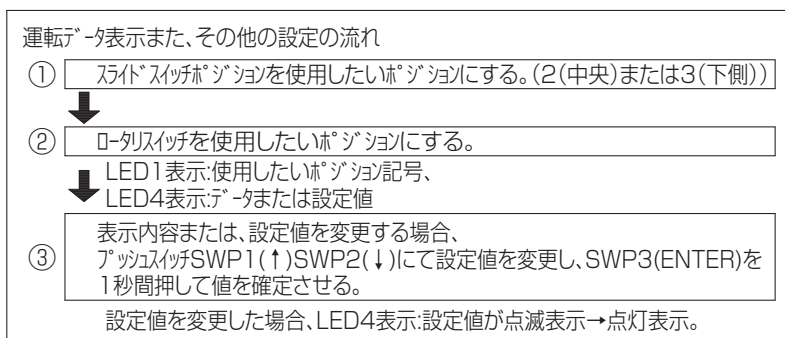 運転ﾃﾞｰﾀ表示また、その他の設定の流れ
① ｽﾗｲﾄﾞｽｲｯﾁﾎﾟｼﾞｼｮﾝを使用したいﾎﾟｼﾞｼｮﾝにする。(2(中央)または3(下側))
② ﾛｰﾀﾘｽｲｯﾁを使用したいﾎﾟｼﾞｼｮﾝにする。
LED1表示:使用したいﾎﾟｼﾞｼｮﾝ記号、
LED4表示:ﾃﾞｰﾀまたは設定値
表示内容または、設定値を変更する場合、
③ ﾌﾟｯｼｭｽｲｯﾁSWP1(↑)SWP2(↓)にて設定値を変更し、SWP3(ENTER)を
1秒間押して値を確定させる。
設定値を変更した場合、LED4表示:設定値が点滅表示→点灯表示。